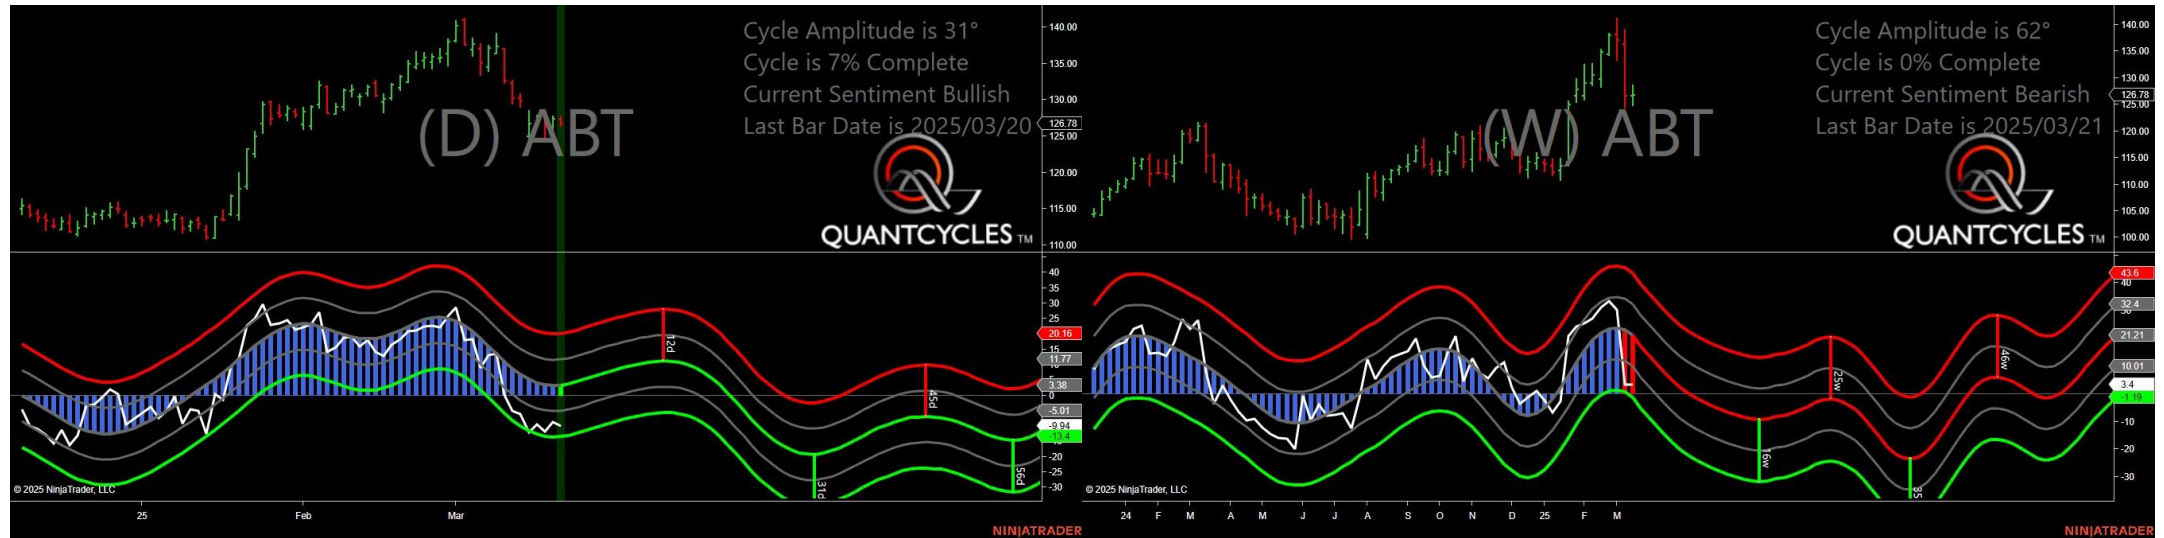 Cycle Amplitude is 31°
Cycle is 7% Complete
Current Sentiment Bullish
Last Bar Date is 2025/03/20
(D) ABT
QUANTCYCLES TM
140.00
135.00
130.00
126.78
125.00
120.00
115.00
110.00
40
35
30
25
20.16
15
11.77
5
3.38
0
-5.01
-9.94
-13.4
-20
-25
-30
12d
31d
45d
56d
© 2025 NinjaTrader, LLC
25
Feb
Mar
NINJATRADER
Cycle Amplitude is 62°
Cycle is 0% Complete
Current Sentiment Bearish
Last Bar Date is 2025/03/21
(W) ABT
QUANTCYCLES TM
140.00
135.00
130.00
126.78
125.00
120.00
115.00
110.00
105.00
100.00
43.6
40
32.4
30
21.21
10.01
3.4
-1.19
-10
-20
-30
16w
25w
35
46w
© 2025 NinjaTrader, LLC
24
F
M
A
M
J
J
A
S
O
N
D
25
F
M
NINJATRADER